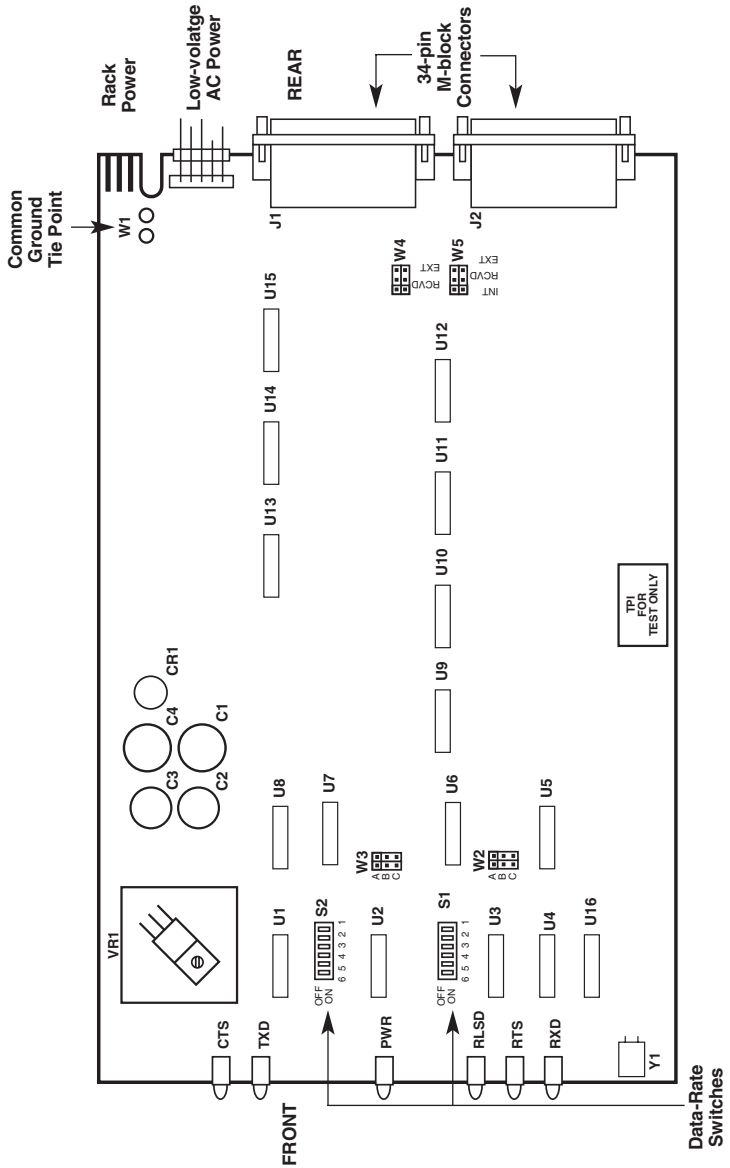 Common
Ground
Tie Point
W1
Rack
Power
Low-volatge
AC Power
REAR
34-pin
M-block
Connectors
J1
J2
W4
RCVD
EXT
W5
INT
RCVD
EXT
U15
U14
U13
U12
U11
U10
U9
TPI
FOR
TEST ONLY
CR1
C4
C1
C3
C2
U8
U7
U6
U5
W3
A
B
C
W2
A
B
C
VR1
U1
S2
OFF
ON
6 5 4 3 2 1
U2
S1
OFF
ON
6 5 4 3 2 1
U3
U4
U16
CTS
TXD
PWR
RLSD
RTS
RXD
Y1
FRONT
Data-Rate
Switches